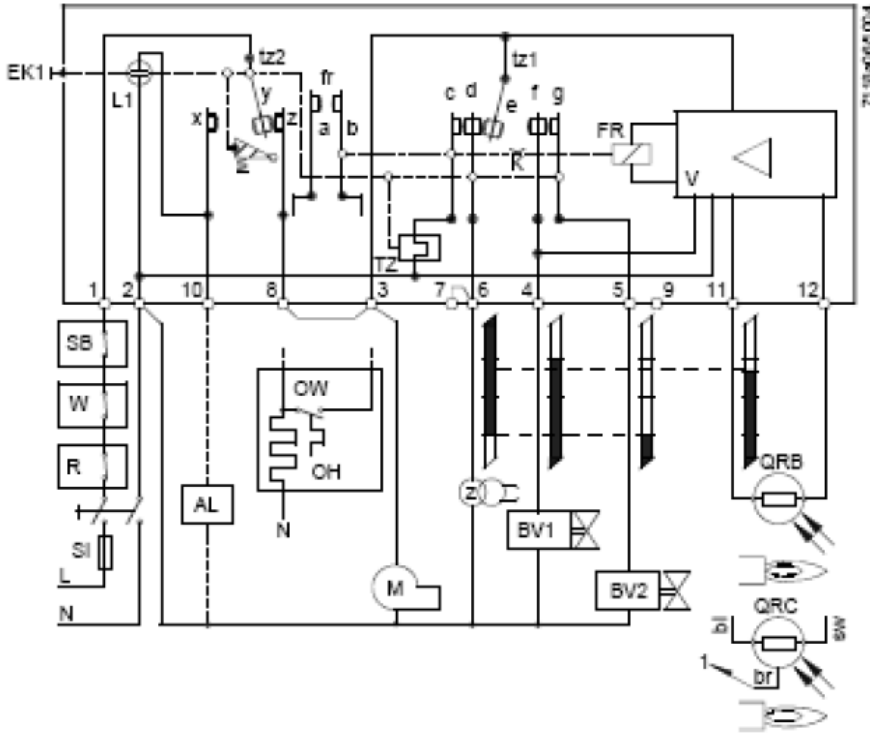 EK1
L1
tz2
fr
y
x
z
a
b
tz1
c
d
e
f
g
FR
K
V
TZ
1
2
10
8
3
7
6
4
5
9
11
12
SB
W
R
SI
L
N
AL
OW
OH
N
M
Z
BV1
BV2
QRB
QRC
bl
sw
br
1